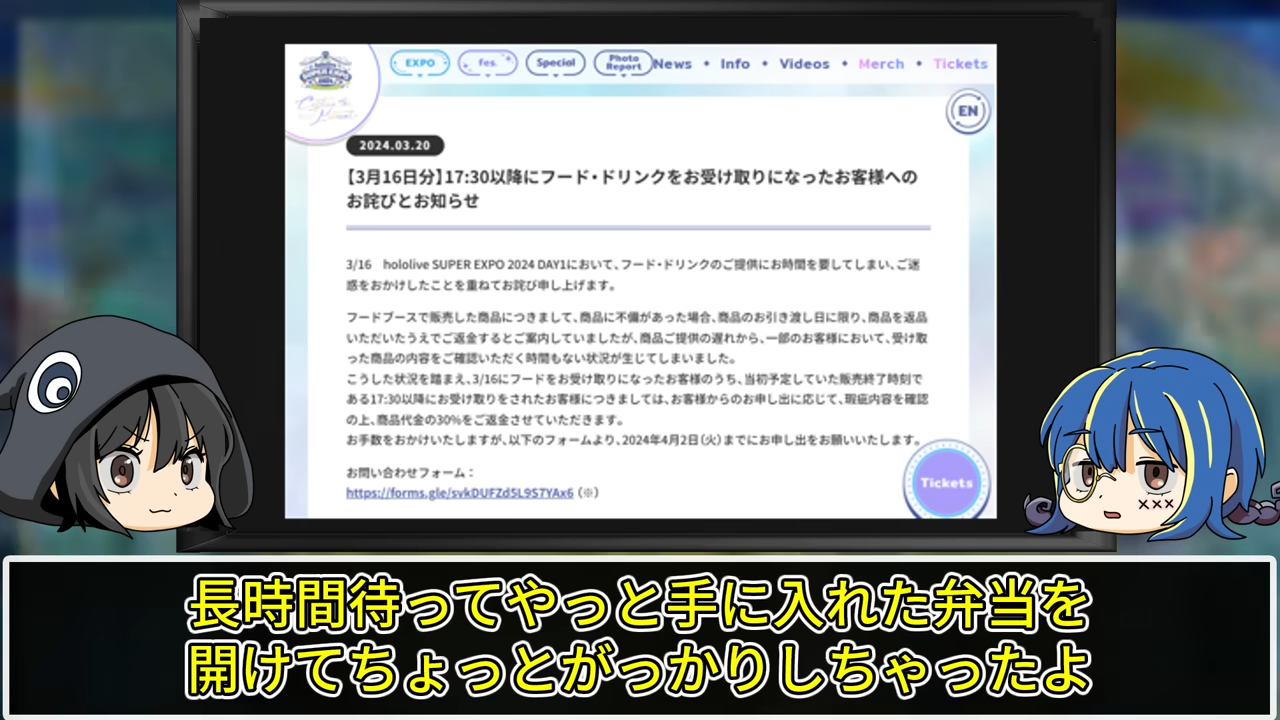 SUPER EXPO
EXPO
fes.
Special
Photo Report
News ・ Info ・ Videos ・ Merch ・ Tickets
EN
2024.03.20
【3月16日分】17:30以降にフード・ドリンクをお受け取りになったお客様への
お詫びとお知らせ
3/16　hololive SUPER EXPO 2024 DAY1において、フード・ドリンクのご提供にお時間を要してしまい、ご迷
惑をおかけしたことを重ねてお詫び申し上げます。
フードブースで販売した商品につきまして、商品に不備があった場合、商品のお引き渡し日に限り、商品を返品
いただいたうえでご返金するとご案内していましたが、商品ご提供の遅れから、一部のお客様において、受け取
った商品の内容をご確認いただく時間もない状況が生じてしまいました。
こうした状況を踏まえ、3/16にフードをお受け取りになったお客様のうち、当初予定していた販売終了時刻で
ある17:30以降にお受け取りをされたお客様につきましては、お客様からのお申し出に応じて、瑕疵内容を確認
の上、商品代金の30%をご返金させていただきます。
お手数をおかけいたしますが、以下のフォームより、2024年4月2日(火)までにお申し出をお願いいたします。
お問い合わせフォーム：
https://forms.gle/svkDUFZd5L9S7YAx6 (※)
Tickets
長時間待ってやっと手に入れた弁当を
開けてちょっとがっかりしちゃったよ